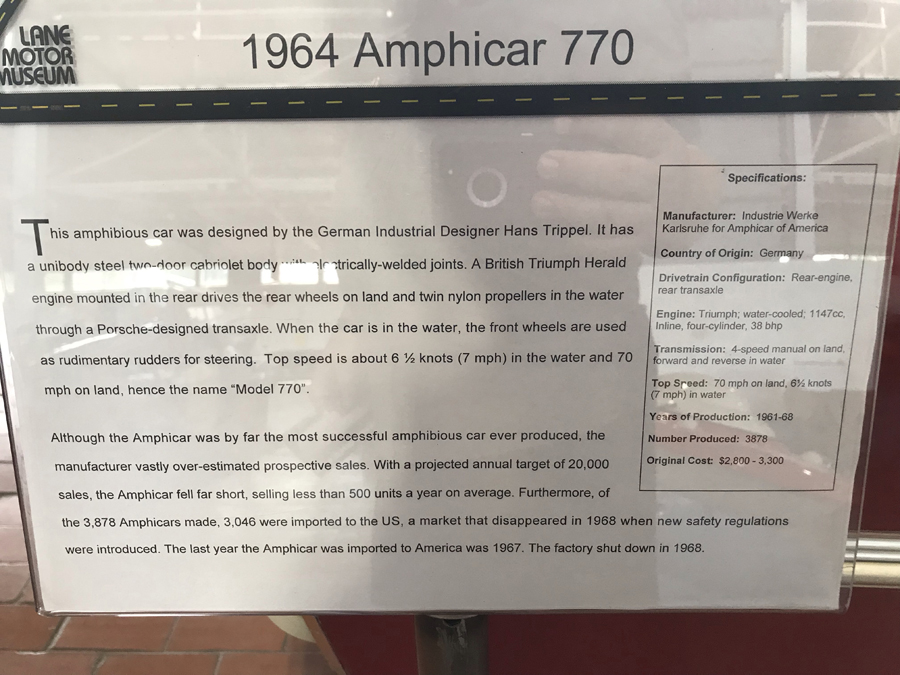 LANE
MOTOR
MUSEUM
1964 Amphicar 770
This amphibious car was designed by the German Industrial Designer Hans Trippel. It has
a unibody steel two-door cabriolet body with electrically-welded joints. A British Triumph Herald
engine mounted in the rear drives the rear wheels on land and twin nylon propellers in the water
through a Porsche-designed transaxle. When the car is in the water, the front wheels are used
as rudimentary rudders for steering. Top speed is about 6 ½ knots (7 mph) in the water and 70
mph on land, hence the name “Model 770”.
Although the Amphicar was by far the most successful amphibious car ever produced, the
manufacturer vastly over-estimated prospective sales. With a projected annual target of 20,000
sales, the Amphicar fell far short, selling less than 500 units a year on average. Furthermore, of
the 3,878 Amphicars made, 3,046 were imported to the US, a market that disappeared in 1968 when new safety regulations
were introduced. The last year the Amphicar was imported to America was 1967. The factory shut down in 1968.
Specifications:
Manufacturer: Industrie Werke
Karlsruhe for Amphicar of America
Country of Origin: Germany
Drivetrain Configuration: Rear-engine,
rear transaxle
Engine: Triumph; water-cooled; 1147cc,
Inline, four-cylinder, 38 bhp
Transmission: 4-speed manual on land,
forward and reverse in water
Top Speed: 70 mph on land, 6½ knots
(7 mph) in water
Years of Production: 1961-68
Number Produced: 3878
Original Cost: $2,800 - 3,300